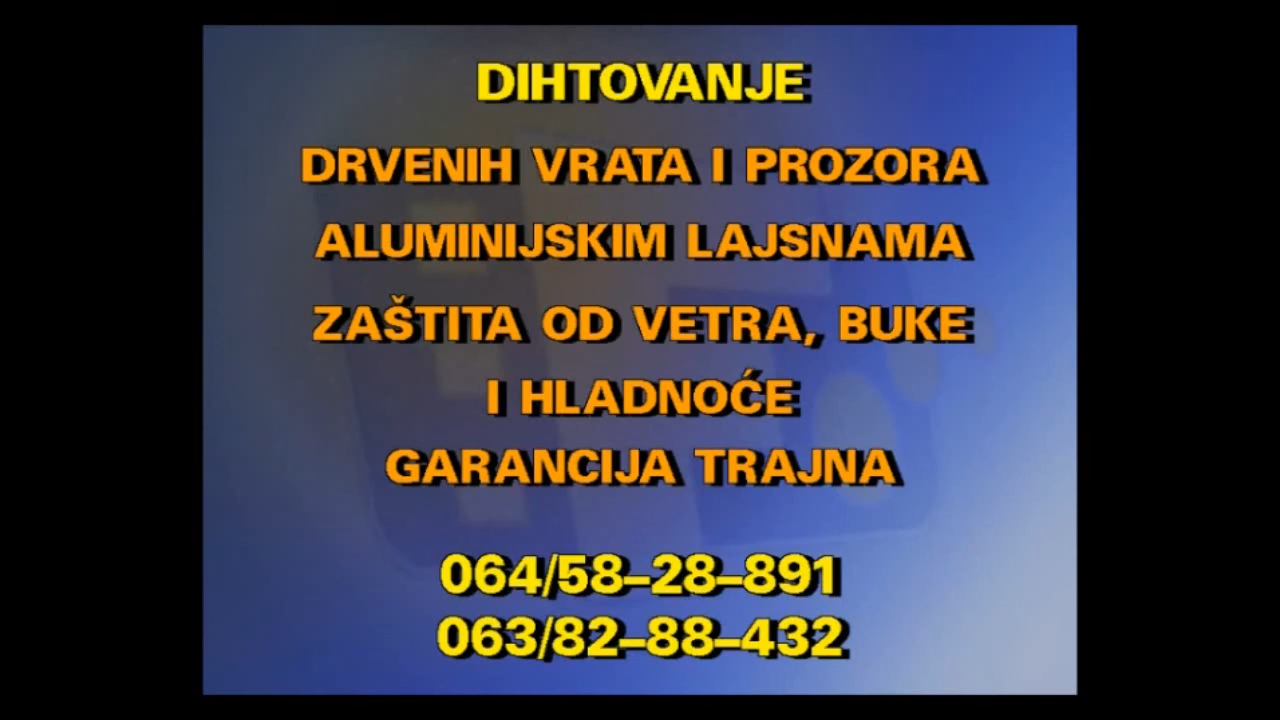 DIHTOVANJE
DRVENIH VRATA I PROZORA
ALUMINIJSKIM LAJSNAMA
ZAŠTITA OD VETRA, BUKE
I HLADNOĆE
GARANCIJA TRAJNA
064/58–28–891
063/82–88–432